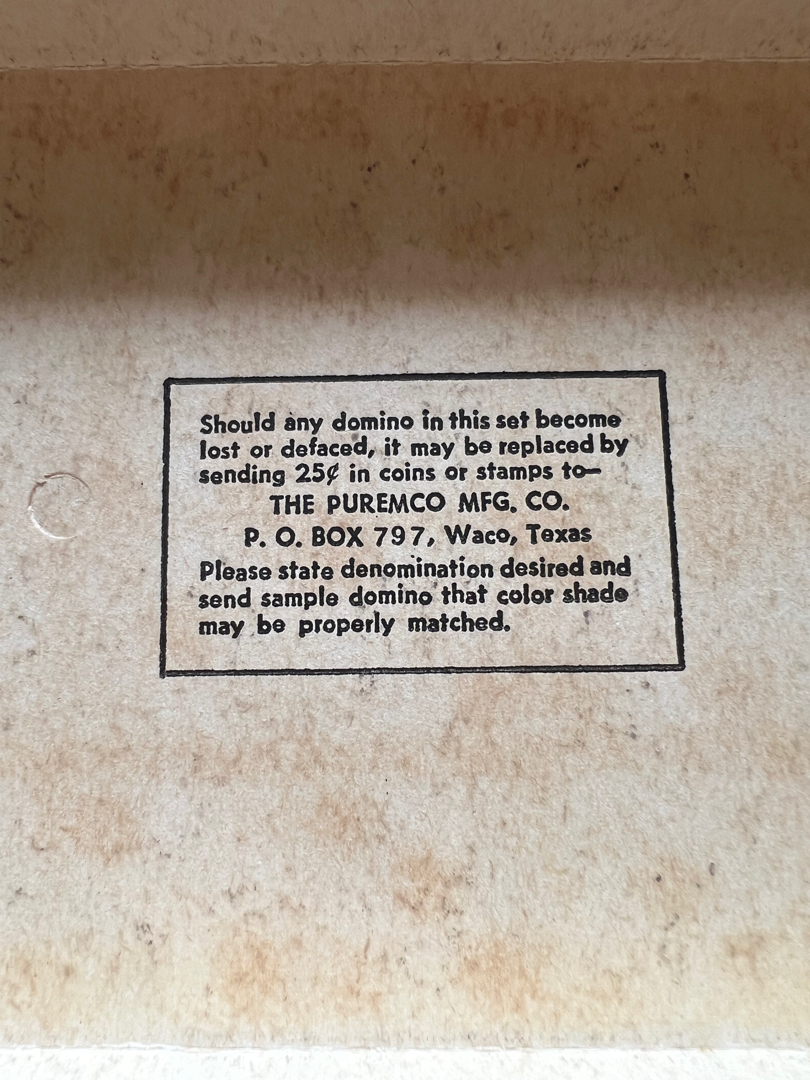 Should any domino in this set become
lost or defaced, it may be replaced by
sending 25¢ in coins or stamps to—
THE PUREMCO MFG. CO.
P. O. BOX 797, Waco, Texas
Please state denomination desired and
send sample domino that color shade
may be properly matched.